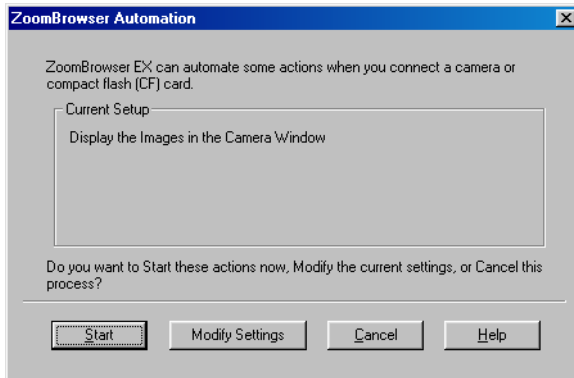 ZoomBrowser Automation
ZoomBrowser EX can automate some actions when you connect a camera or
compact flash (CF) card.
Current Setup
Display the Images in the Camera Window
Do you want to Start these actions now, Modify the current settings, or Cancel this
process?
Start Modify Settings Cancel Help